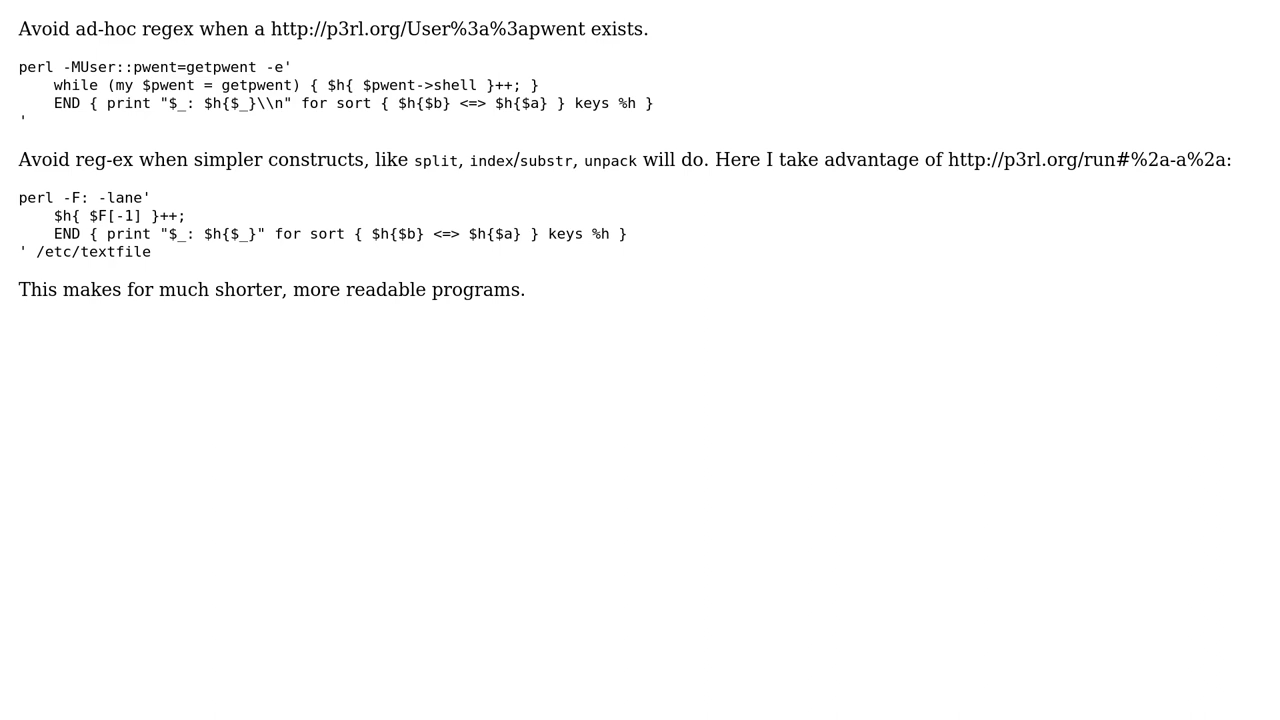 Avoid ad-hoc regex when a http://p3rl.org/User%3a%3apwent exists.
perl -MUser::pwent=getpwent -e'
    while (my $pwent = getpwent) { $h{ $pwent->shell }++; }
    END { print "$_: $h{$_}\\n" for sort { $h{$b} <=> $h{$a} } keys %h }
'
Avoid reg-ex when simpler constructs, like split, index/substr, unpack will do. Here I take advantage of http://p3rl.org/run#%2a-a%2a:
perl -F: -lane'
    $h{ $F[-1] }++;
    END { print "$_: $h{$_}" for sort { $h{$b} <=> $h{$a} } keys %h }
' /etc/textfile
This makes for much shorter, more readable programs.